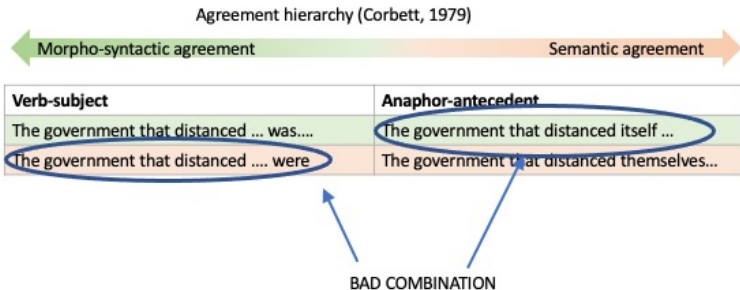 Agreement hierarchy (Corbett, 1979)
Morpho-syntactic agreement Semantic agreement
Verb-subject Anaphor-antecedent
The government that distanced ... was.... The government that distanced itself ...
The government that distanced .... were The government that distanced themselves...
BAD COMBINATION